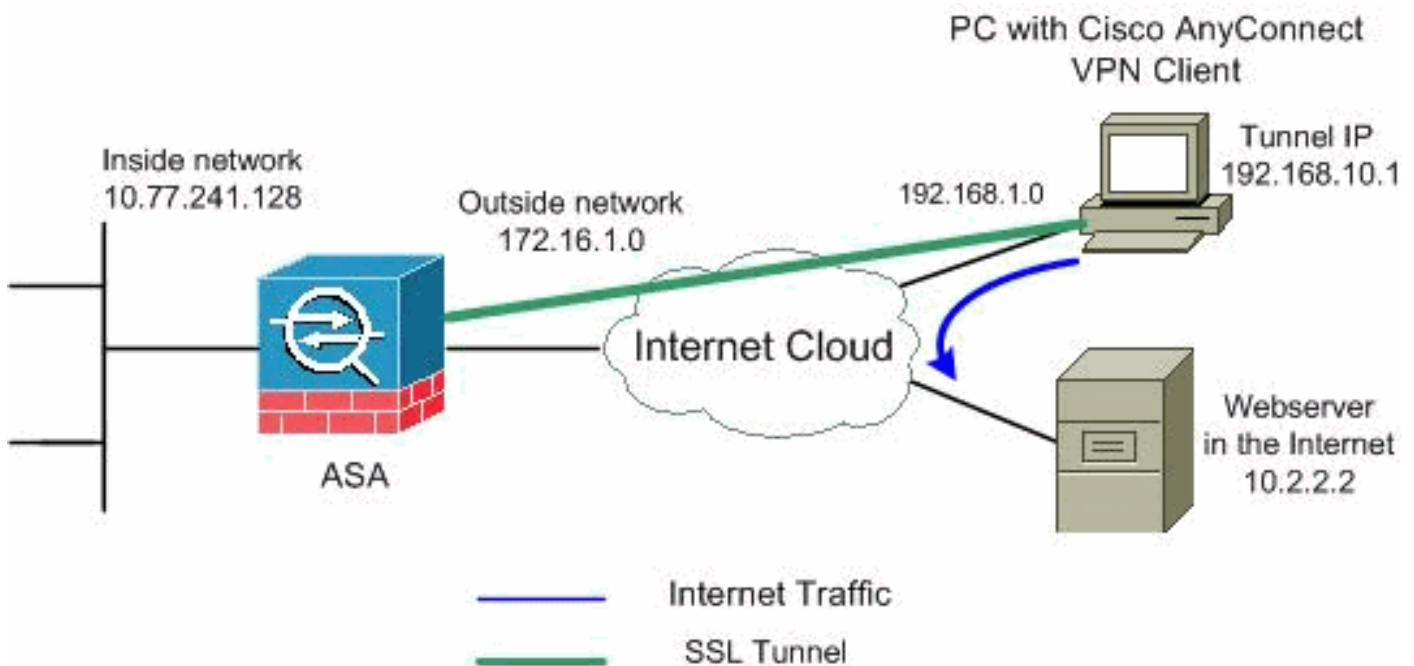 PC with Cisco AnyConnect
VPN Client
Tunnel IP
192.168.10.1
Inside network
10.77.241.128
Outside network
172.16.1.0
192.168.1.0
Internet Cloud
ASA
Webserver
in the Internet
10.2.2.2
Internet Traffic
SSL Tunnel